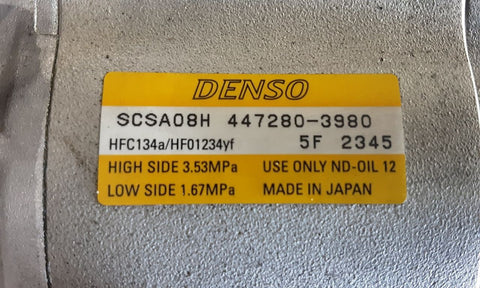 DENSO
SCSA08H 447280-3980
HFC134a/HFO1234yf 5F 2345
HIGH SIDE 3.53MPa USE ONLY ND-OIL 12
LOW SIDE 1.67MPa MADE IN JAPAN